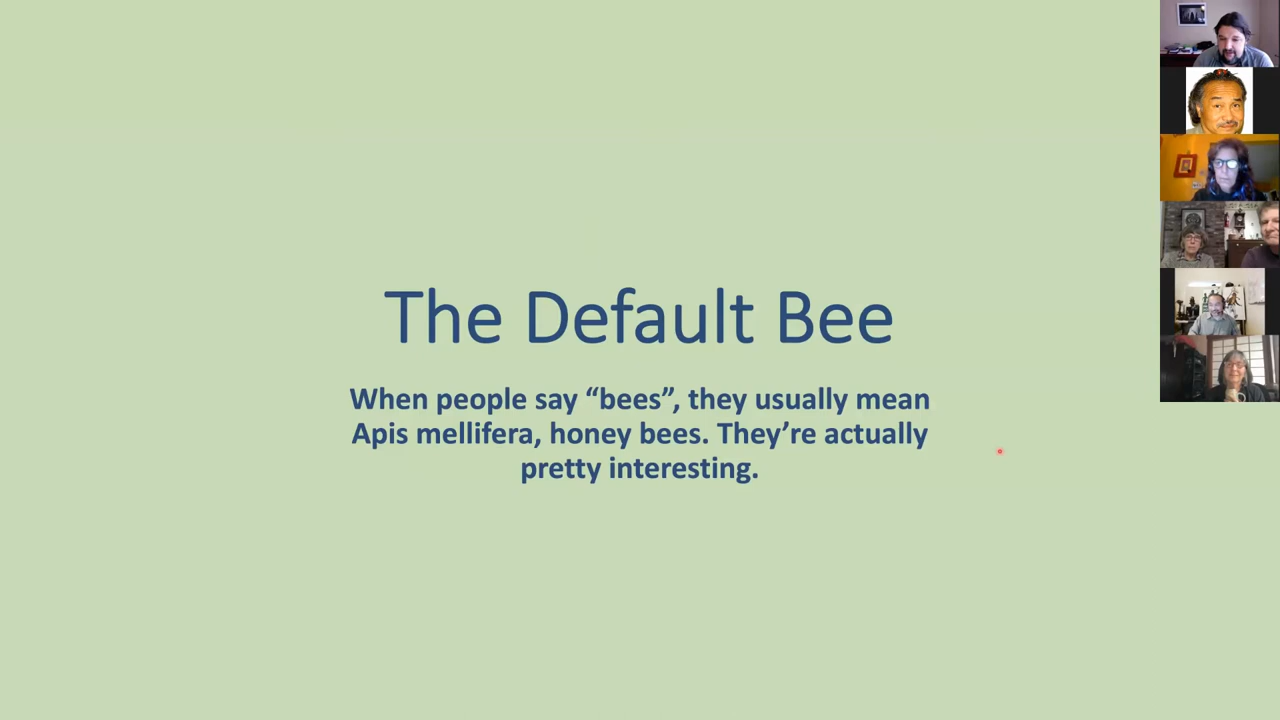 The Default Bee
When people say “bees”, they usually mean
Apis mellifera, honey bees. They’re actually
pretty interesting.